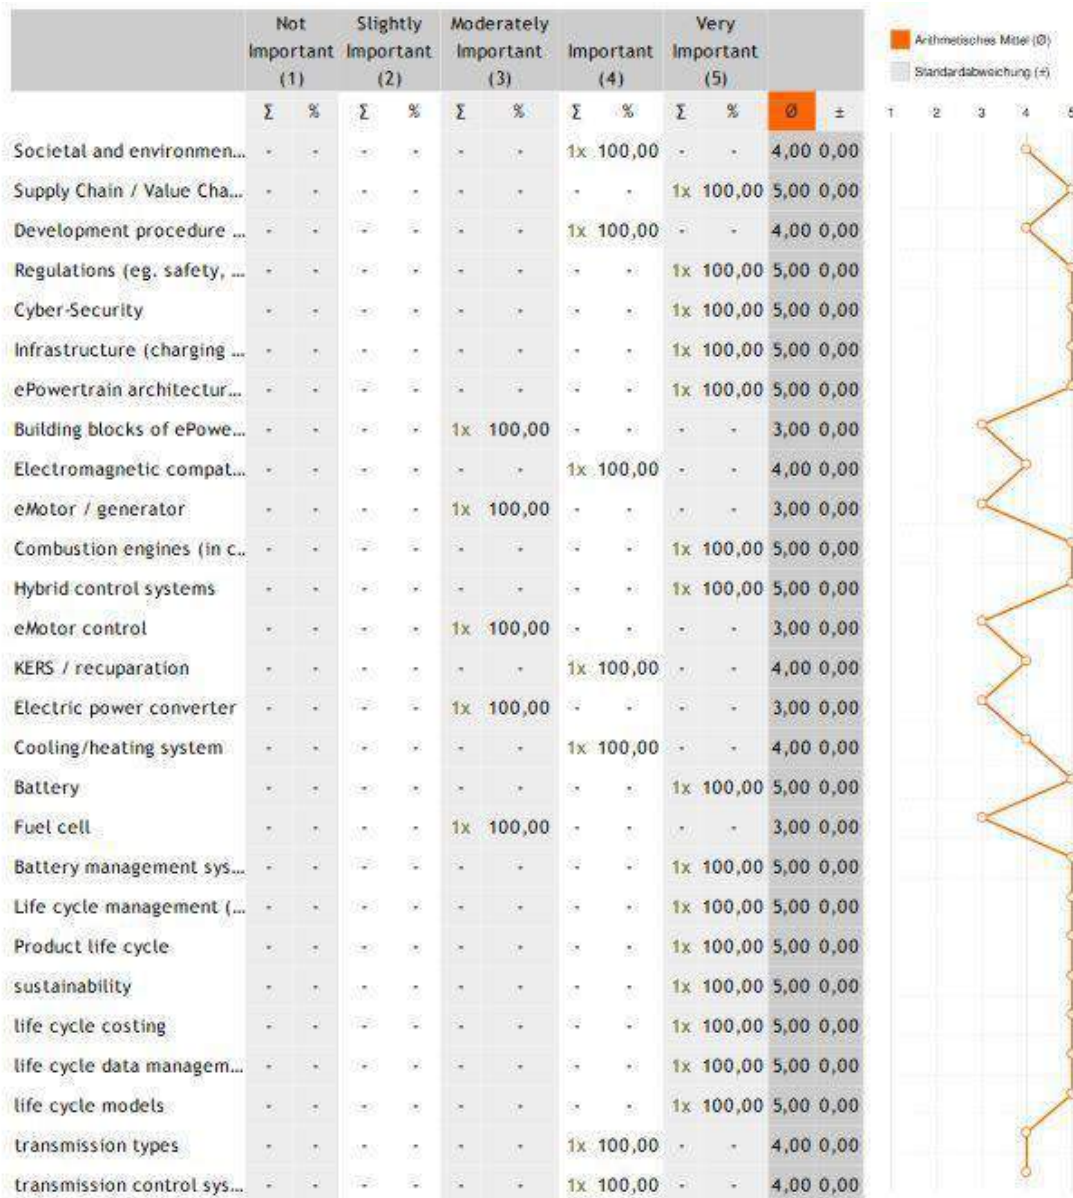 Not Important (1) Slightly Important (2) Moderately Important (3) Important (4) Very Important (5)
Arithmetisches Mittel (Ø)
Standardabweichung (±)
Σ % Σ % Σ % Σ % Σ % Ø ± 1 2 3 4 5
Societal and environmen... - - - - - - 1x 100,00 - - 4,00 0,00
Supply Chain / Value Cha... - - - - - - - - 1x 100,00 5,00 0,00
Development procedure ... - - - - - - 1x 100,00 - - 4,00 0,00
Regulations (eg. safety, ... - - - - - - - - 1x 100,00 5,00 0,00
Cyber-Security - - - - - - - - 1x 100,00 5,00 0,00
Infrastructure (charging ... - - - - - - - - 1x 100,00 5,00 0,00
ePowertrain architectur... - - - - - - - - 1x 100,00 5,00 0,00
Building blocks of ePowe... - - - - 1x 100,00 - - - - 3,00 0,00
Electromagnetic compat... - - - - - - 1x 100,00 - - 4,00 0,00
eMotor / generator - - - - 1x 100,00 - - - - 3,00 0,00
Combustion engines (in c.. - - - - - - - - 1x 100,00 5,00 0,00
Hybrid control systems - - - - - - - - 1x 100,00 5,00 0,00
eMotor control - - - - 1x 100,00 - - - - 3,00 0,00
KERS / recuparation - - - - - - 1x 100,00 - - 4,00 0,00
Electric power converter - - - - 1x 100,00 - - - - 3,00 0,00
Cooling/heating system - - - - - - 1x 100,00 - - 4,00 0,00
Battery - - - - - - - - 1x 100,00 5,00 0,00
Fuel cell - - - - 1x 100,00 - - - - 3,00 0,00
Battery management sys... - - - - - - - - 1x 100,00 5,00 0,00
Life cycle management (... - - - - - - - - 1x 100,00 5,00 0,00
Product life cycle - - - - - - - - 1x 100,00 5,00 0,00
sustainability - - - - - - - - 1x 100,00 5,00 0,00
life cycle costing - - - - - - - - 1x 100,00 5,00 0,00
life cycle data managem... - - - - - - - - 1x 100,00 5,00 0,00
life cycle models - - - - - - - - 1x 100,00 5,00 0,00
transmission types - - - - - - 1x 100,00 - - 4,00 0,00
transmission control sys... - - - - - - 1x 100,00 - - 4,00 0,00